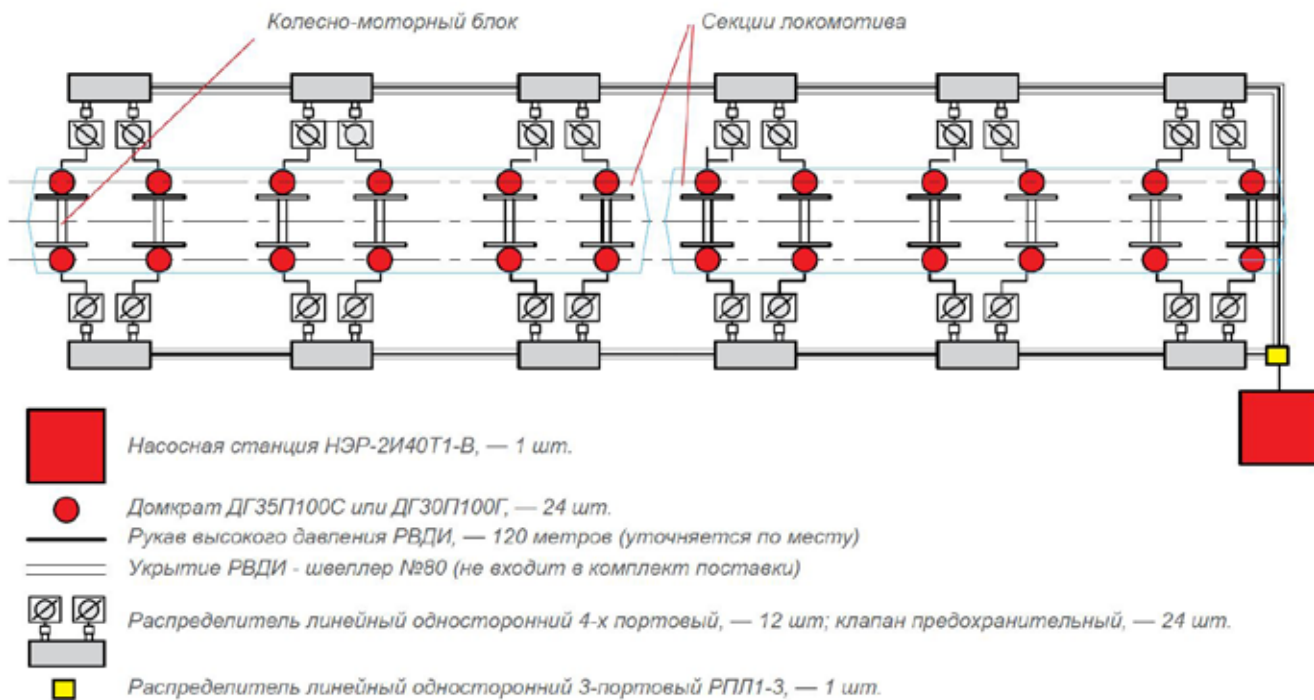 Колесно-моторный блок
Секции локомотива
Насосная станция НЭР-2И40Т1-В, — 1 шт.
Домкрат ДГ35П100С или ДГ30П100Г, — 24 шт.
Рукав высокого давления РВДИ, — 120 метров (уточняется по месту)
Укрытие РВДИ - швеллер №80 (не входит в комплект поставки)
Распределитель линейный односторонний 4-х портовый, — 12 шт; клапан предохранительный, — 24 шт.
Распределитель линейный односторонний 3-портовый РПЛ1-3, — 1 шт.